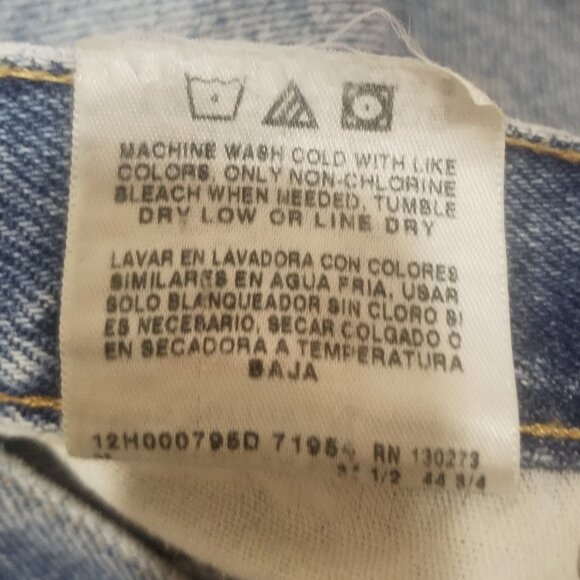 MACHINE WASH COLD WITH LIKE
COLORS, ONLY NON-CHLORINE
BLEACH WHEN NEEDED, TUMBLE
DRY LOW OR LINE DRY
LAVAR EN LAVADORA CON COLORES
SIMILARES EN AGUA FRIA, USAR
SOLO BLANQUEADOR SIN CLORO SI
ES NECESARIO, SECAR COLGADO O
EN SECADORA A TEMPERATURA
BAJA
12H000795D RN 130273
1/2 44 3/4